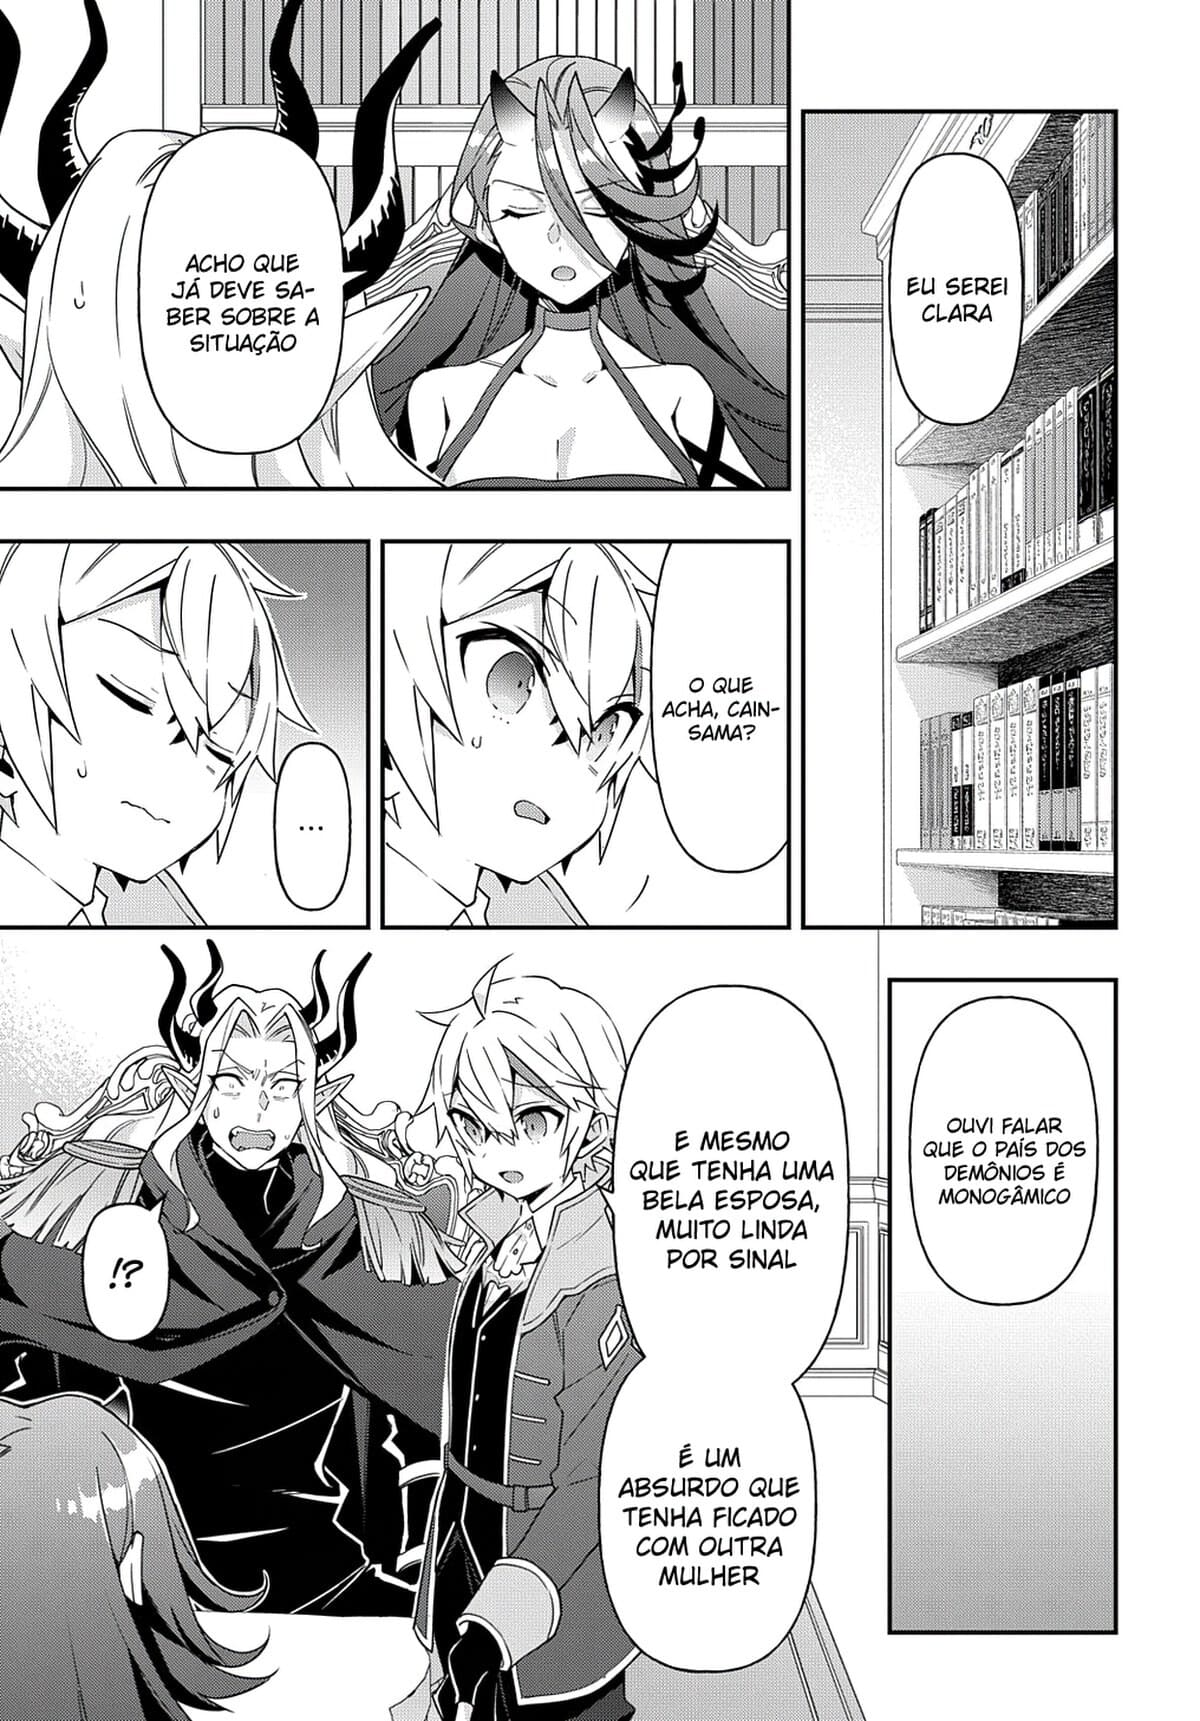 EU SEREI
CLARA
ACHO QUE
JÁ DEVE SA-
BER SOBRE A
SITUAÇÃO
O QUE
ACHA, CAIN-
SAMA?
...
OUVI FALAR
QUE O PAÍS DOS
DEMÔNIOS É
MONOGÂMICO
E MESMO
QUE TENHA UMA
BELA ESPOSA,
MUITO LINDA
POR SINAL
É UM
ABSURDO QUE
TENHA FICADO
COM OUTRA
MULHER
!?